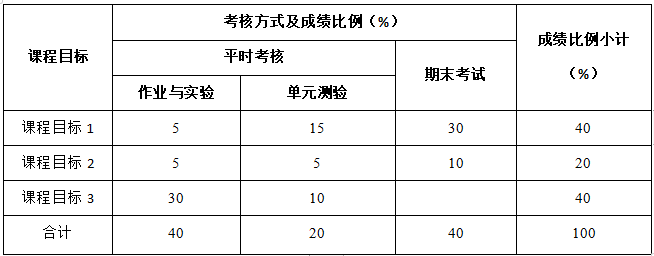 考核方式及成绩比例（%）
课程目标
成绩比例小计
（%）
平时考核
期末考试
作业与实验 单元测验
课程目标 1 5 15 30 40
课程目标 2 5 5 10 20
课程目标 3 30 10 40
合计 40 20 40 100